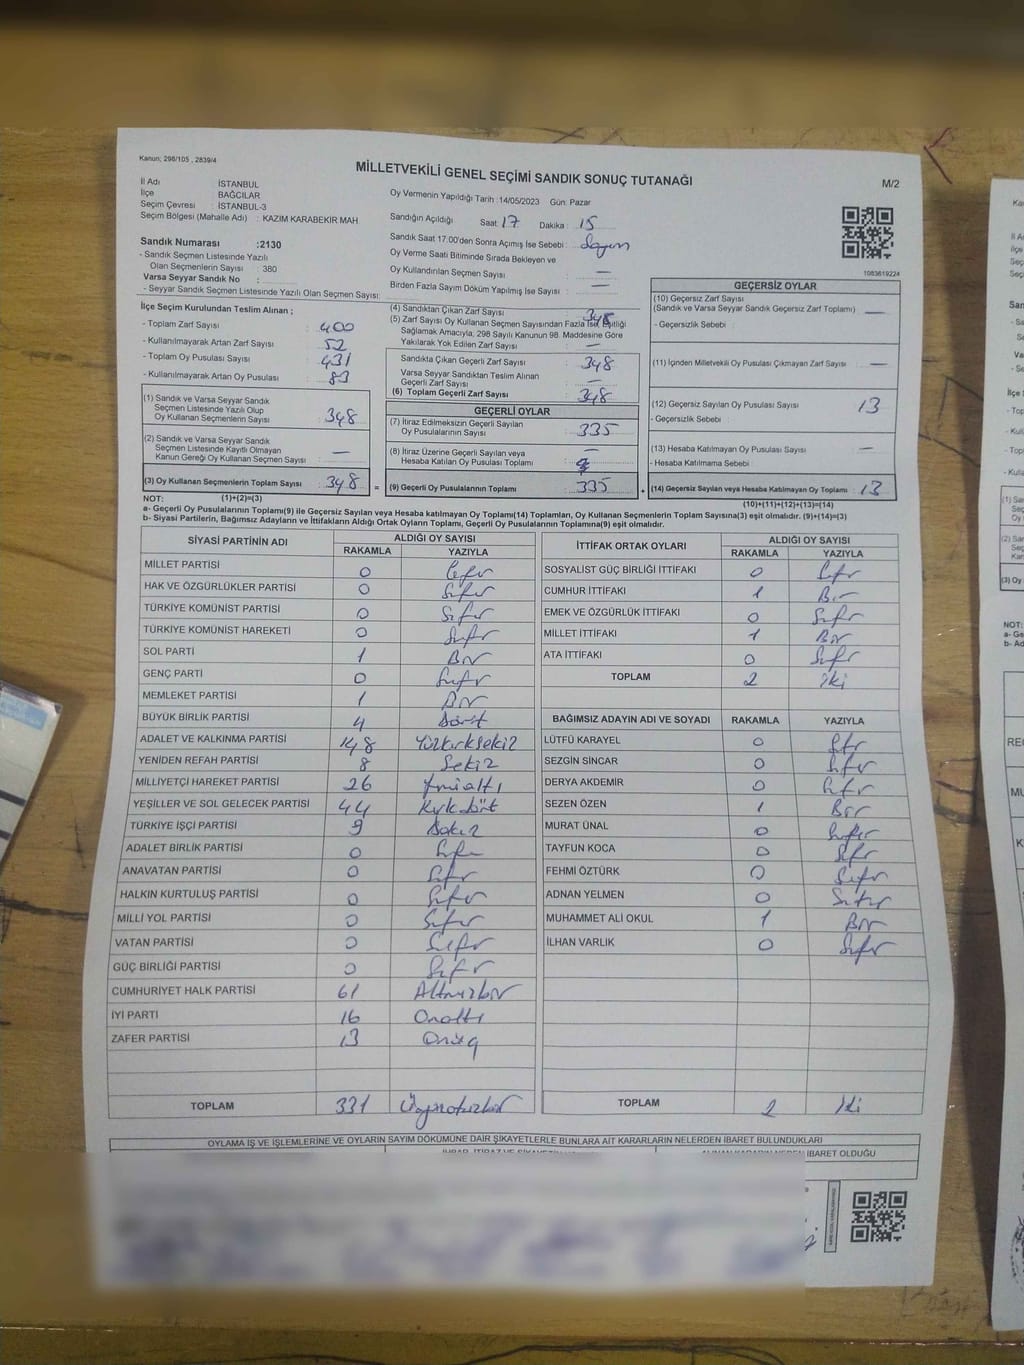 Kanun; 298/105 , 2839/4
MİLLETVEKİLİ GENEL SEÇİMİ SANDIK SONUÇ TUTANAĞI
M/2
İl Adı : İSTANBUL
İlçe : BAĞCILAR
Seçim Çevresi : İSTANBUL-3
Seçim Bölgesi (Mahalle Adı) : KAZIM KARABEKİR MAH.
Sandık Numarası :2130
- Sandık Seçmen Listesinde Yazılı
Olan Seçmenlerin Sayısı : 380
Varsa Seyyar Sandık No :
- Seyyar Sandık Seçmen Listesinde Yazılı Olan Seçmen Sayısı:
Oy Vermenin Yapıldığı Tarih :14/05/2023 Gün: Pazar
Sandığın Açıldığı Saat : 17 Dakika : 15
Sandık Saat 17:00'den Sonra Açımış İse Sebebi :
Oy Verme Saati Bitiminde Sırada Bekleyen ve
Oy Kullandırılan Seçmen Sayısı : —
Birden Fazla Sayım Döküm Yapılmış İse Sayısı : —
1083619224
İlçe Seçim Kurulundan Teslim Alınan ;
- Toplam Zarf Sayısı : 400
- Kullanılmayarak Artan Zarf Sayısı : 52
- Toplam Oy Pusulası Sayısı : 431
- Kullanılmayarak Artan Oy Pusulası : 83
(1) Sandık ve Varsa Seyyar Sandık
Seçmen Listesinde Yazılı Olup
Oy Kullanan Seçmenlerin Sayısı : 348
(2) Sandık ve Varsa Seyyar Sandık
Seçmen Listesinde Kayıtlı Olmayan
Kanun Gereği Oy Kullanan Seçmen Sayısı : —
(3) Oy Kullanan Seçmenlerin Toplam Sayısı : 348 =
(4) Sandıktan Çıkan Zarf Sayısı : 348
(5) Zarf Sayısı Oy Kullanan Seçmen Sayısından Fazla İse, Eşitliği
Sağlamak Amacıyla; 298 Sayılı Kanunun 98. Maddesine Göre
Yakılarak Yok Edilen Zarf Sayısı : —
Sandıkta Çıkan Geçerli Zarf Sayısı : 348
Varsa Seyyar Sandıktan Teslim Alınan
Geçerli Zarf Sayısı : —
(6) Toplam Geçerli Zarf Sayısı : 348
GEÇERLİ OYLAR
(7) İtiraz Edilmeksizin Geçerli Sayılan
Oy Pusulalarının Sayısı : 335
(8) İtiraz Üzerine Geçerli Sayılan veya
Hesaba Katılan Oy Pusulası Toplamı : —
(9) Geçerli Oy Pusulalarının Toplamı : 335 +
GEÇERSİZ OYLAR
(10) Geçersiz Zarf Sayısı
(Sandık ve Varsa Seyyar Sandık Geçersiz Zarf Toplamı) : —
- Geçersizlik Sebebi :
(11) İçinden Milletvekili Oy Pusulası Çıkmayan Zarf Sayısı : —
(12) Geçersiz Sayılan Oy Pusulası Sayısı : 13
- Geçersizlik Sebebi :
(13) Hesaba Katılmayan Oy Pusulası Sayısı : —
- Hesaba Katılmama Sebebi :
(14) Geçersiz Sayılan veya Hesaba Katılmayan Oy Toplamı : 13
NOT: (1)+(2)=(3)
(10)+(11)+(12)+(13)=(14)
a- Geçerli Oy Pusulalarının Toplamı(9) ile Geçersiz Sayılan veya Hesaba katılmayan Oy Toplamı(14) Toplamları, Oy Kullanan Seçmenlerin Toplam Sayısına(3) eşit olmalıdır. (9)+(14)=(3)
b- Siyasi Partilerin, Bağımsız Adayların ve İttifakların Aldığı Ortak Oyların Toplamı, Geçerli Oy Pusulalarının Toplamına(9) eşit olmalıdır.
SİYASİ PARTİNİN ADI ALDIĞI OY SAYISI
RAKAMLA YAZIYLA
MİLLET PARTİSİ 0 Sıfır
HAK VE ÖZGÜRLÜKLER PARTİSİ 0 Sıfır
TÜRKİYE KOMÜNİST PARTİSİ 0 Sıfır
TÜRKİYE KOMÜNİST HAREKETİ 0 Sıfır
SOL PARTİ 1 Bir
GENÇ PARTİ 0 Sıfır
MEMLEKET PARTİSİ 1 Bir
BÜYÜK BİRLİK PARTİSİ 4 Dört
ADALET VE KALKINMA PARTİSİ 148 Yüzkırksekiz
YENİDEN REFAH PARTİSİ 8 Sekiz
MİLLİYETÇİ HAREKET PARTİSİ 26 Yirmialtı
YEŞİLLER VE SOL GELECEK PARTİSİ 44 Kırkdört
TÜRKİYE İŞÇİ PARTİSİ 9 Dokuz
ADALET BİRLİK PARTİSİ 0 Sıfır
ANAVATAN PARTİSİ 0 Sıfır
HALKIN KURTULUŞ PARTİSİ 0 Sıfır
MİLLİ YOL PARTİSİ 0 Sıfır
VATAN PARTİSİ 0 Sıfır
GÜÇ BİRLİĞİ PARTİSİ 0 Sıfır
CUMHURİYET HALK PARTİSİ 61 Altmışbir
İYİ PARTİ 16 Onaltı
ZAFER PARTİSİ 13 Onüç
TOPLAM 331 Üçyüzotuzbir
İTTİFAK ORTAK OYLARI ALDIĞI OY SAYISI
RAKAMLA YAZIYLA
SOSYALİST GÜÇ BİRLİĞİ İTTİFAKI 0 Sıfır
CUMHUR İTTİFAKI 1 Bir
EMEK VE ÖZGÜRLÜK İTTİFAKI 0 Sıfır
MİLLET İTTİFAKI 1 Bir
ATA İTTİFAKI 0 Sıfır
TOPLAM 2 iki
BAĞIMSIZ ADAYIN ADI VE SOYADI RAKAMLA YAZIYLA
LÜTFÜ KARAYEL 0 Sıfır
SEZGİN SİNCAR 0 Sıfır
DERYA AKDEMİR 0 Sıfır
SEZEN ÖZEN 1 Bir
MURAT ÜNAL 0 Sıfır
TAYFUN KOCA 0 Sıfır
FEHMİ ÖZTÜRK 0 Sıfır
ADNAN YELMEN 0 Sıfır
MUHAMMET ALİ OKUL 1 Bir
İLHAN VARLIK 0 Sıfır
TOPLAM 2 iki
OYLAMA İŞ VE İŞLEMLERİNE VE OYLARIN SAYIM DÖKÜMÜNE DAİR ŞİKAYETLERLE BUNLARA AİT KARARLARIN NELERDEN İBARET BULUNDUKLARI
İBARET OLDUĞU